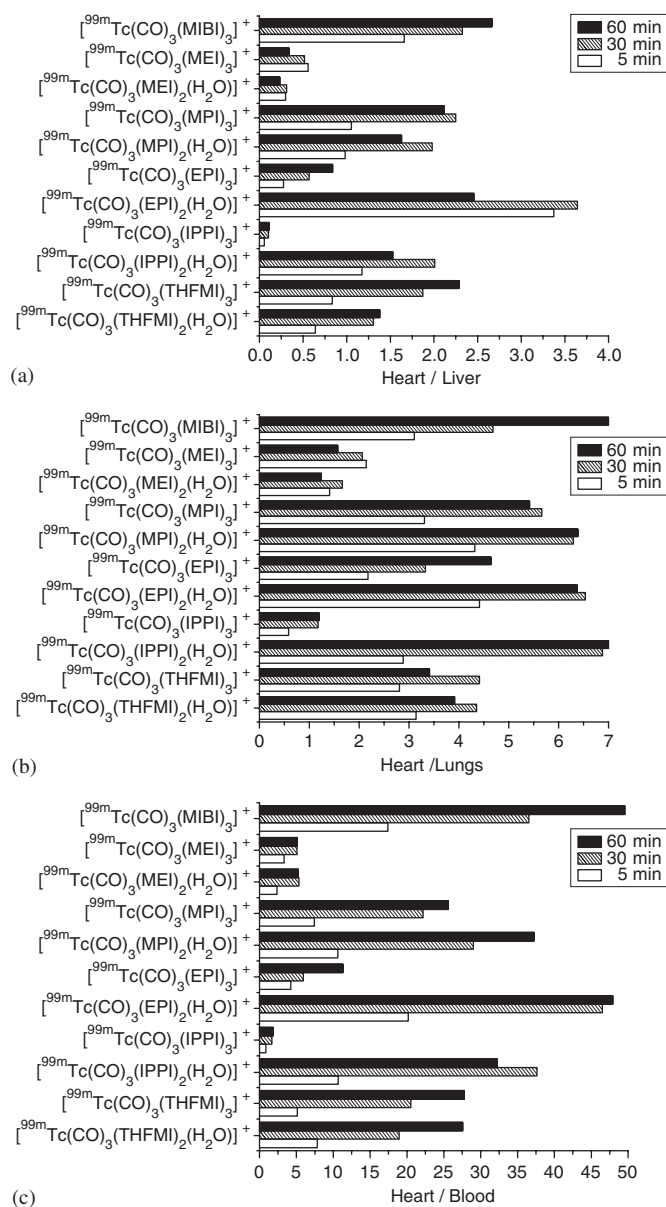 [99mTc(CO)3(MIBI)3]+
[99mTc(CO)3(MEI)3]+
[99mTc(CO)3(MEI)2(H2O)]+
[99mTc(CO)3(MPI)3]+
[99mTc(CO)3(MPI)2(H2O)]+
[99mTc(CO)3(EPI)3]+
[99mTc(CO)3(EPI)2(H2O)]+
[99mTc(CO)3(IPPI)3]+
[99mTc(CO)3(IPPI)2(H2O)]+
[99mTc(CO)3(THFMI)3]+
[99mTc(CO)3(THFMI)2(H2O)]+
60 min
30 min
5 min
0.0 0.5 1.0 1.5 2.0 2.5 3.0 3.5 4.0
(a)
Heart / Liver
[99mTc(CO)3(MIBI)3]+
[99mTc(CO)3(MEI)3]+
[99mTc(CO)3(MEI)2(H2O)]+
[99mTc(CO)3(MPI)3]+
[99mTc(CO)3(MPI)2(H2O)]+
[99mTc(CO)3(EPI)3]+
[99mTc(CO)3(EPI)2(H2O)]+
[99mTc(CO)3(IPPI)3]+
[99mTc(CO)3(IPPI)2(H2O)]+
[99mTc(CO)3(THFMI)3]+
[99mTc(CO)3(THFMI)2(H2O)]+
60 min
30 min
5 min
0 1 2 3 4 5 6 7
(b)
Heart /Lungs
[99mTc(CO)3(MIBI)3]+
[99mTc(CO)3(MEI)3]+
[99mTc(CO)3(MEI)2(H2O)]+
[99mTc(CO)3(MPI)3]+
[99mTc(CO)3(MPI)2(H2O)]+
[99mTc(CO)3(EPI)3]+
[99mTc(CO)3(EPI)2(H2O)]+
[99mTc(CO)3(IPPI)3]+
[99mTc(CO)3(IPPI)2(H2O)]+
[99mTc(CO)3(THFMI)3]+
[99mTc(CO)3(THFMI)2(H2O)]+
60 min
30 min
5 min
0 5 10 15 20 25 30 35 40 45 50
(c)
Heart / Blood